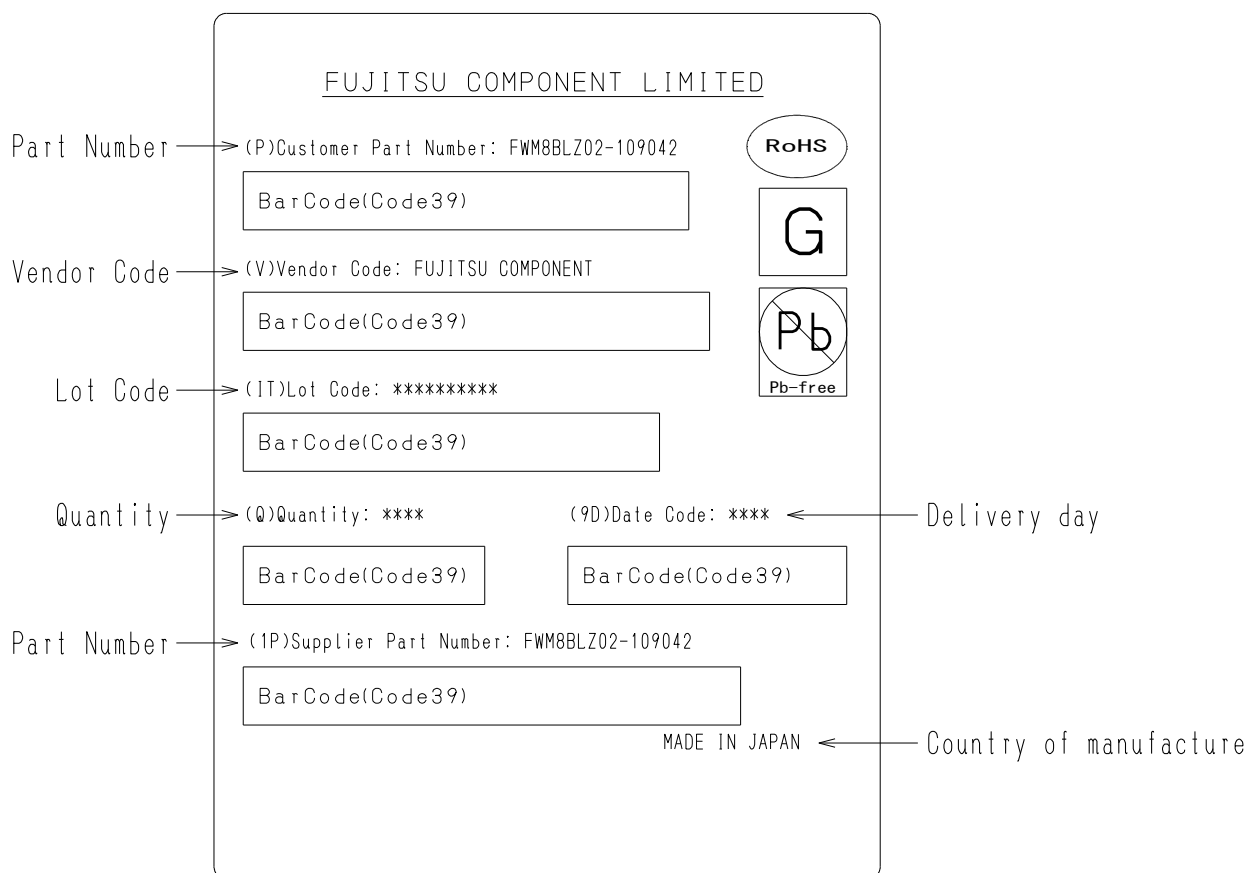 FUJITSU COMPONENT LIMITED
Part Number (P)Customer Part Number: FWM8BLZ02-109042 RoHS
BarCode(Code39)
G
Vendor Code (V)Vendor Code: FUJITSU COMPONENT
BarCode(Code39)
Pb
Pb-free
Lot Code (IT)Lot Code: **********
BarCode(Code39)
Quantity (Q)Quantity: **** (9D)Date Code: **** Delivery day
BarCode(Code39) BarCode(Code39)
Part Number (1P)Supplier Part Number: FWM8BLZ02-109042
BarCode(Code39)
MADE IN JAPAN Country of manufacture